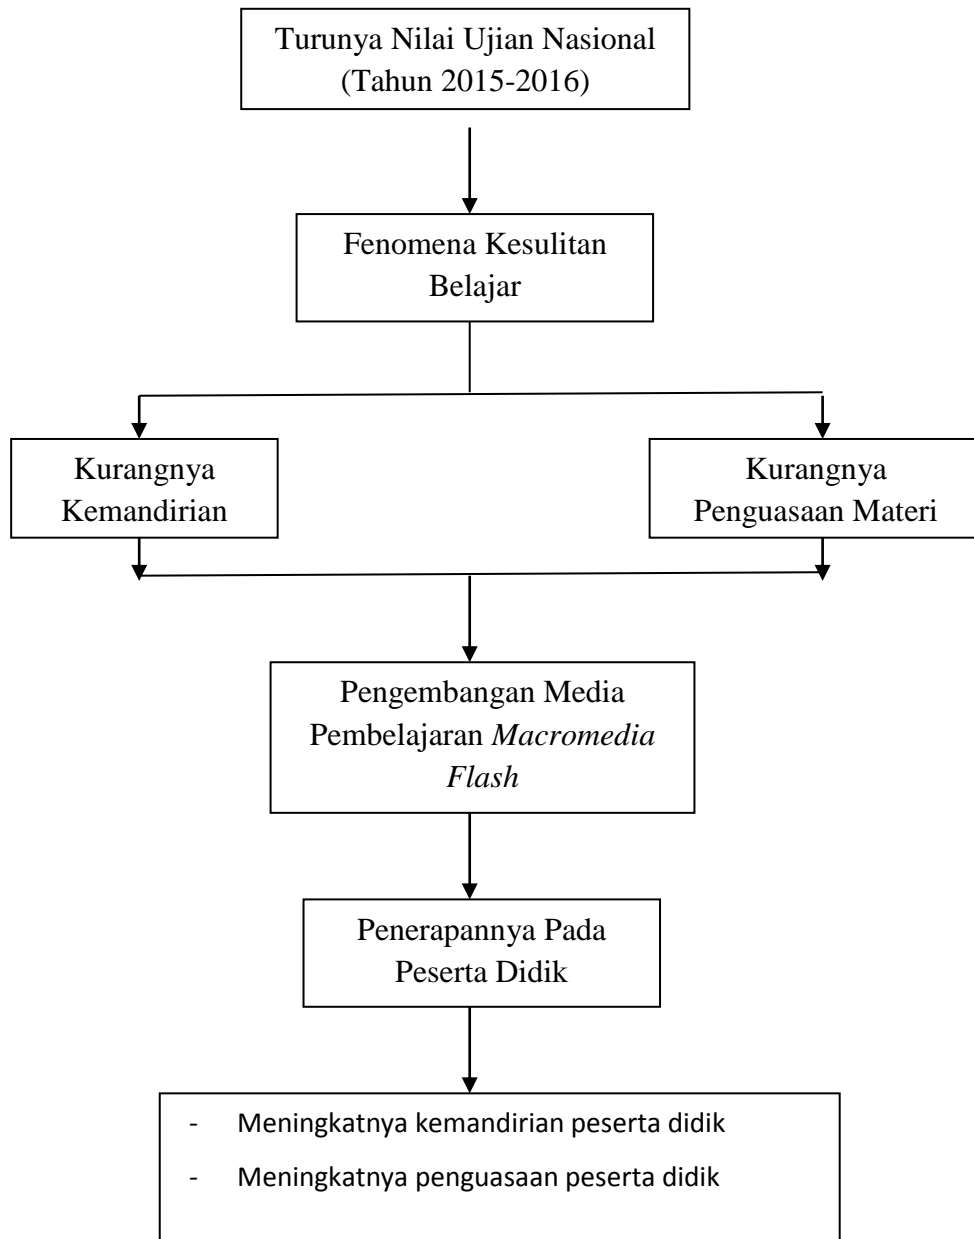 Turunya Nilai Ujian Nasional
(Tahun 2015-2016)
Fenomena Kesulitan
Belajar
Kurangnya
Kemandirian
Kurangnya
Penguasaan Materi
Pengembangan Media
Pembelajaran Macromedia
Flash
Penerapannya Pada
Peserta Didik
- Meningkatnya kemandirian peserta didik
- Meningkatnya penguasaan peserta didik